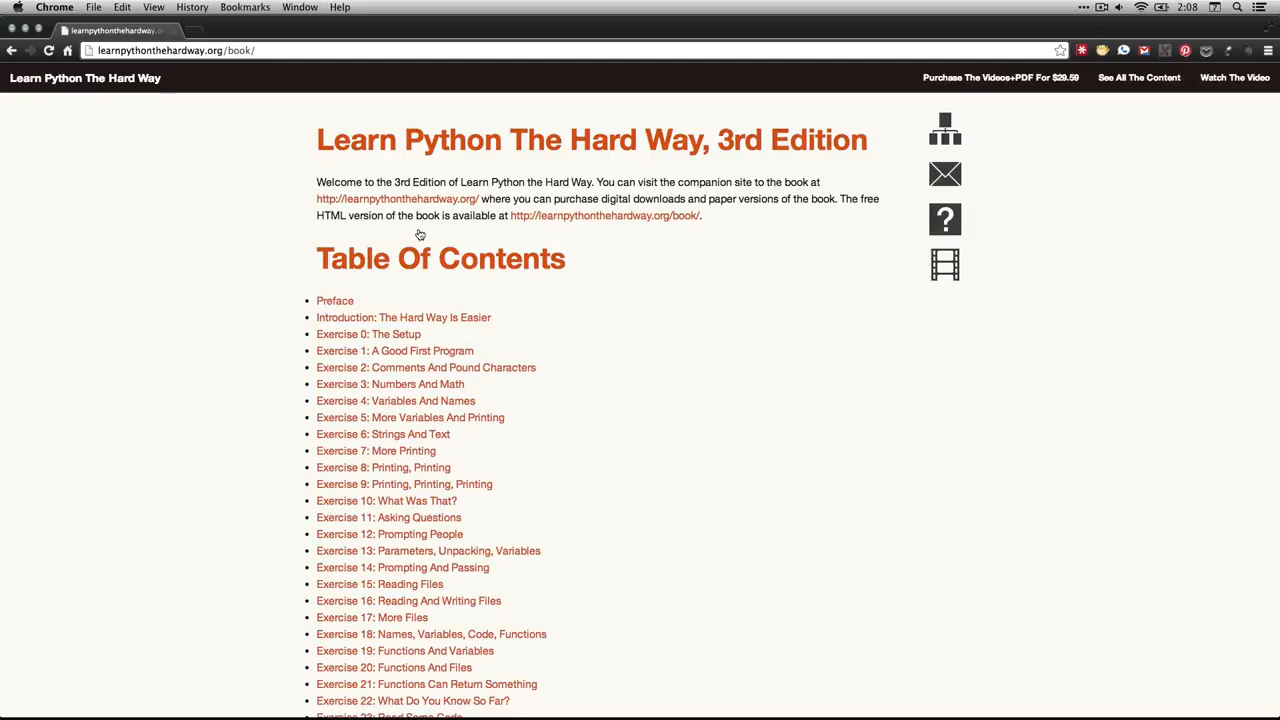 Chrome File Edit View History Bookmarks Window Help 2:08
learnpythonthehardway.org
learnpythonthehardway.org/book/
Learn Python The Hard Way Purchase The Videos+PDF For $29.59 See All The Content Watch The Video
Learn Python The Hard Way, 3rd Edition
Welcome to the 3rd Edition of Learn Python the Hard Way. You can visit the companion site to the book at
http://learnpythonthehardway.org/ where you can purchase digital downloads and paper versions of the book. The free
HTML version of the book is available at http://learnpythonthehardway.org/book/.
Table Of Contents
• Preface
• Introduction: The Hard Way Is Easier
• Exercise 0: The Setup
• Exercise 1: A Good First Program
• Exercise 2: Comments And Pound Characters
• Exercise 3: Numbers And Math
• Exercise 4: Variables And Names
• Exercise 5: More Variables And Printing
• Exercise 6: Strings And Text
• Exercise 7: More Printing
• Exercise 8: Printing, Printing
• Exercise 9: Printing, Printing, Printing
• Exercise 10: What Was That?
• Exercise 11: Asking Questions
• Exercise 12: Prompting People
• Exercise 13: Parameters, Unpacking, Variables
• Exercise 14: Prompting And Passing
• Exercise 15: Reading Files
• Exercise 16: Reading And Writing Files
• Exercise 17: More Files
• Exercise 18: Names, Variables, Code, Functions
• Exercise 19: Functions And Variables
• Exercise 20: Functions And Files
• Exercise 21: Functions Can Return Something
• Exercise 22: What Do You Know So Far?
• Exercise 23: Read Some Code